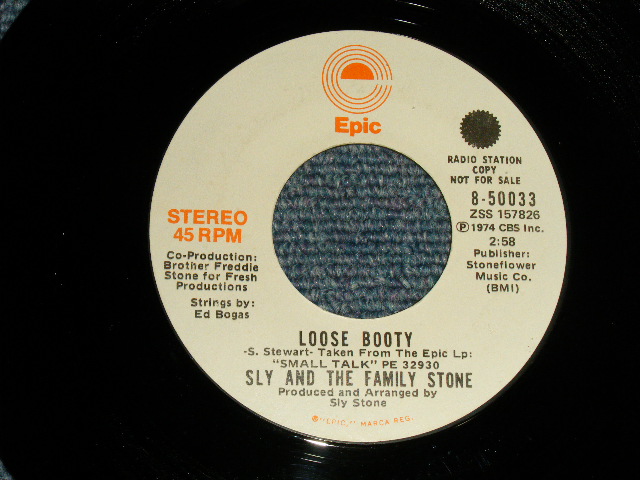 Epic
RADIO STATION
COPY
NOT FOR SALE
8-50033
ZSS 157826
Ⓟ 1974 CBS Inc.
2:58
Publisher:
Stoneflower
Music Co.
(BMI)
STEREO
45 RPM
Co-Production:
Brother Freddie
Stone for Fresh
Productions
Strings by:
Ed Bogas
LOOSE BOOTY
-S. Stewart- Taken From The Epic Lp:
"SMALL TALK" PE 32930
SLY AND THE FAMILY STONE
Produced and Arranged by
Sly Stone
®"EPIC," MARCA REG.